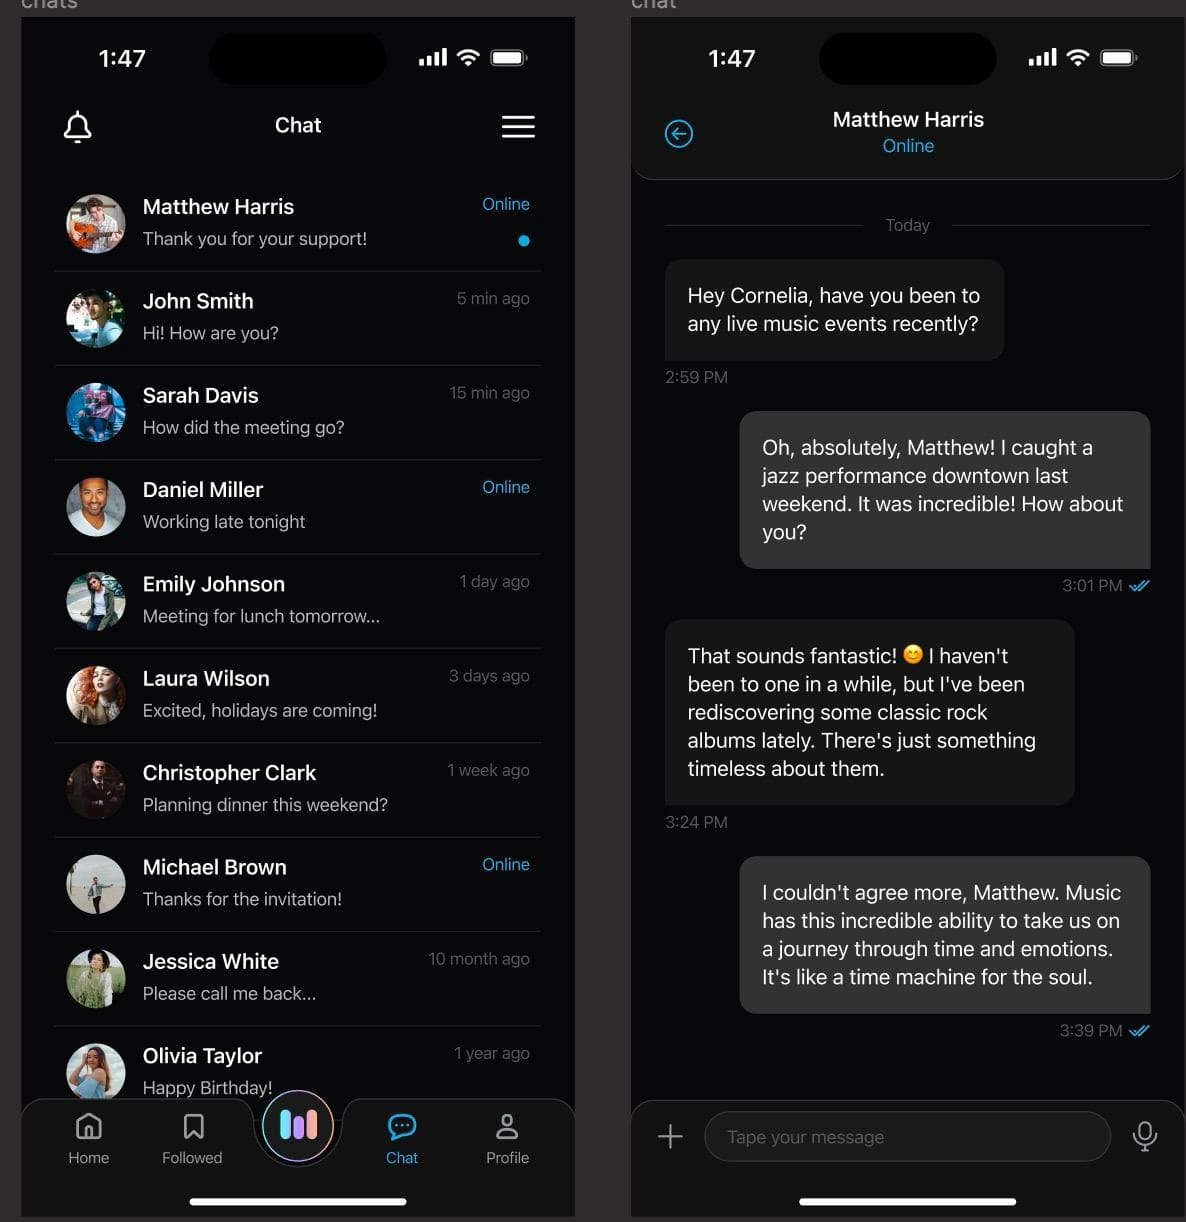 chats
1:47
Chat
Matthew Harris
Online
Thank you for your support!
John Smith
5 min ago
Hi! How are you?
Sarah Davis
15 min ago
How did the meeting go?
Daniel Miller
Online
Working late tonight
Emily Johnson
1 day ago
Meeting for lunch tomorrow...
Laura Wilson
3 days ago
Excited, holidays are coming!
Christopher Clark
1 week ago
Planning dinner this weekend?
Michael Brown
Online
Thanks for the invitation!
Jessica White
10 month ago
Please call me back...
Olivia Taylor
1 year ago
Happy Birthday!
Home
Followed
Chat
Profile
chat
1:47
Matthew Harris
Online
Today
Hey Cornelia, have you been to
any live music events recently?
2:59 PM
Oh, absolutely, Matthew! I caught a
jazz performance downtown last
weekend. It was incredible! How about
you?
3:01 PM
That sounds fantastic! 😊 I haven't
been to one in a while, but I've been
rediscovering some classic rock
albums lately. There's just something
timeless about them.
3:24 PM
I couldn't agree more, Matthew. Music
has this incredible ability to take us on
a journey through time and emotions.
It's like a time machine for the soul.
3:39 PM
Tape your message